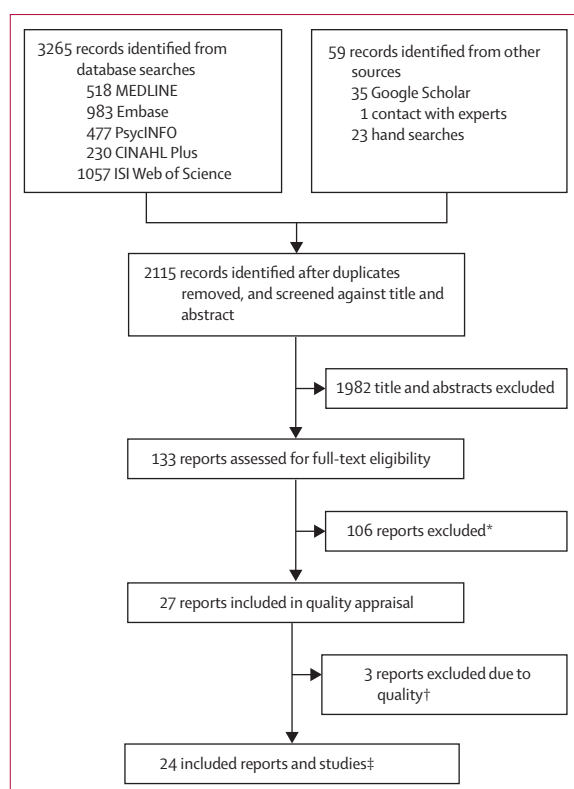 3265 records identified from
database searches
518 MEDLINE
983 Embase
477 PsycINFO
230 CINAHL Plus
1057 ISI Web of Science
59 records identified from other
sources
35 Google Scholar
1 contact with experts
23 hand searches
2115 records identified after duplicates
removed, and screened against title and
abstract
1982 title and abstracts excluded
133 reports assessed for full-text eligibility
106 reports excluded*
27 reports included in quality appraisal
3 reports excluded due to
quality†
24 included reports and studies‡